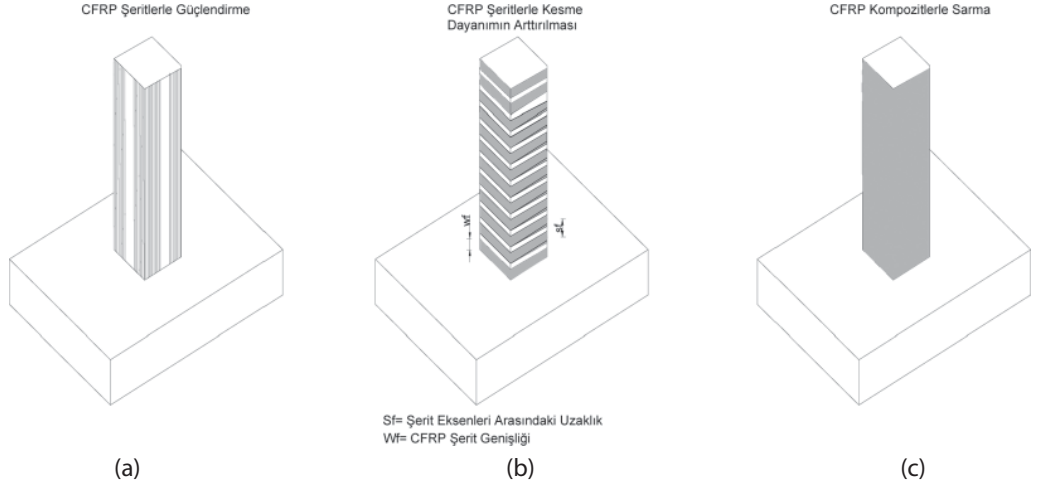 CFRP Şeritlerle Güçlendirme
CFRP Şeritlerle Kesme
Dayanımın Arttırılması
CFRP Kompozitlerle Sarma
wf
sf
Sf= Şerit Eksenleri Arasındaki Uzaklık
Wf= CFRP Şerit Genişliği
(a)
(b)
(c)